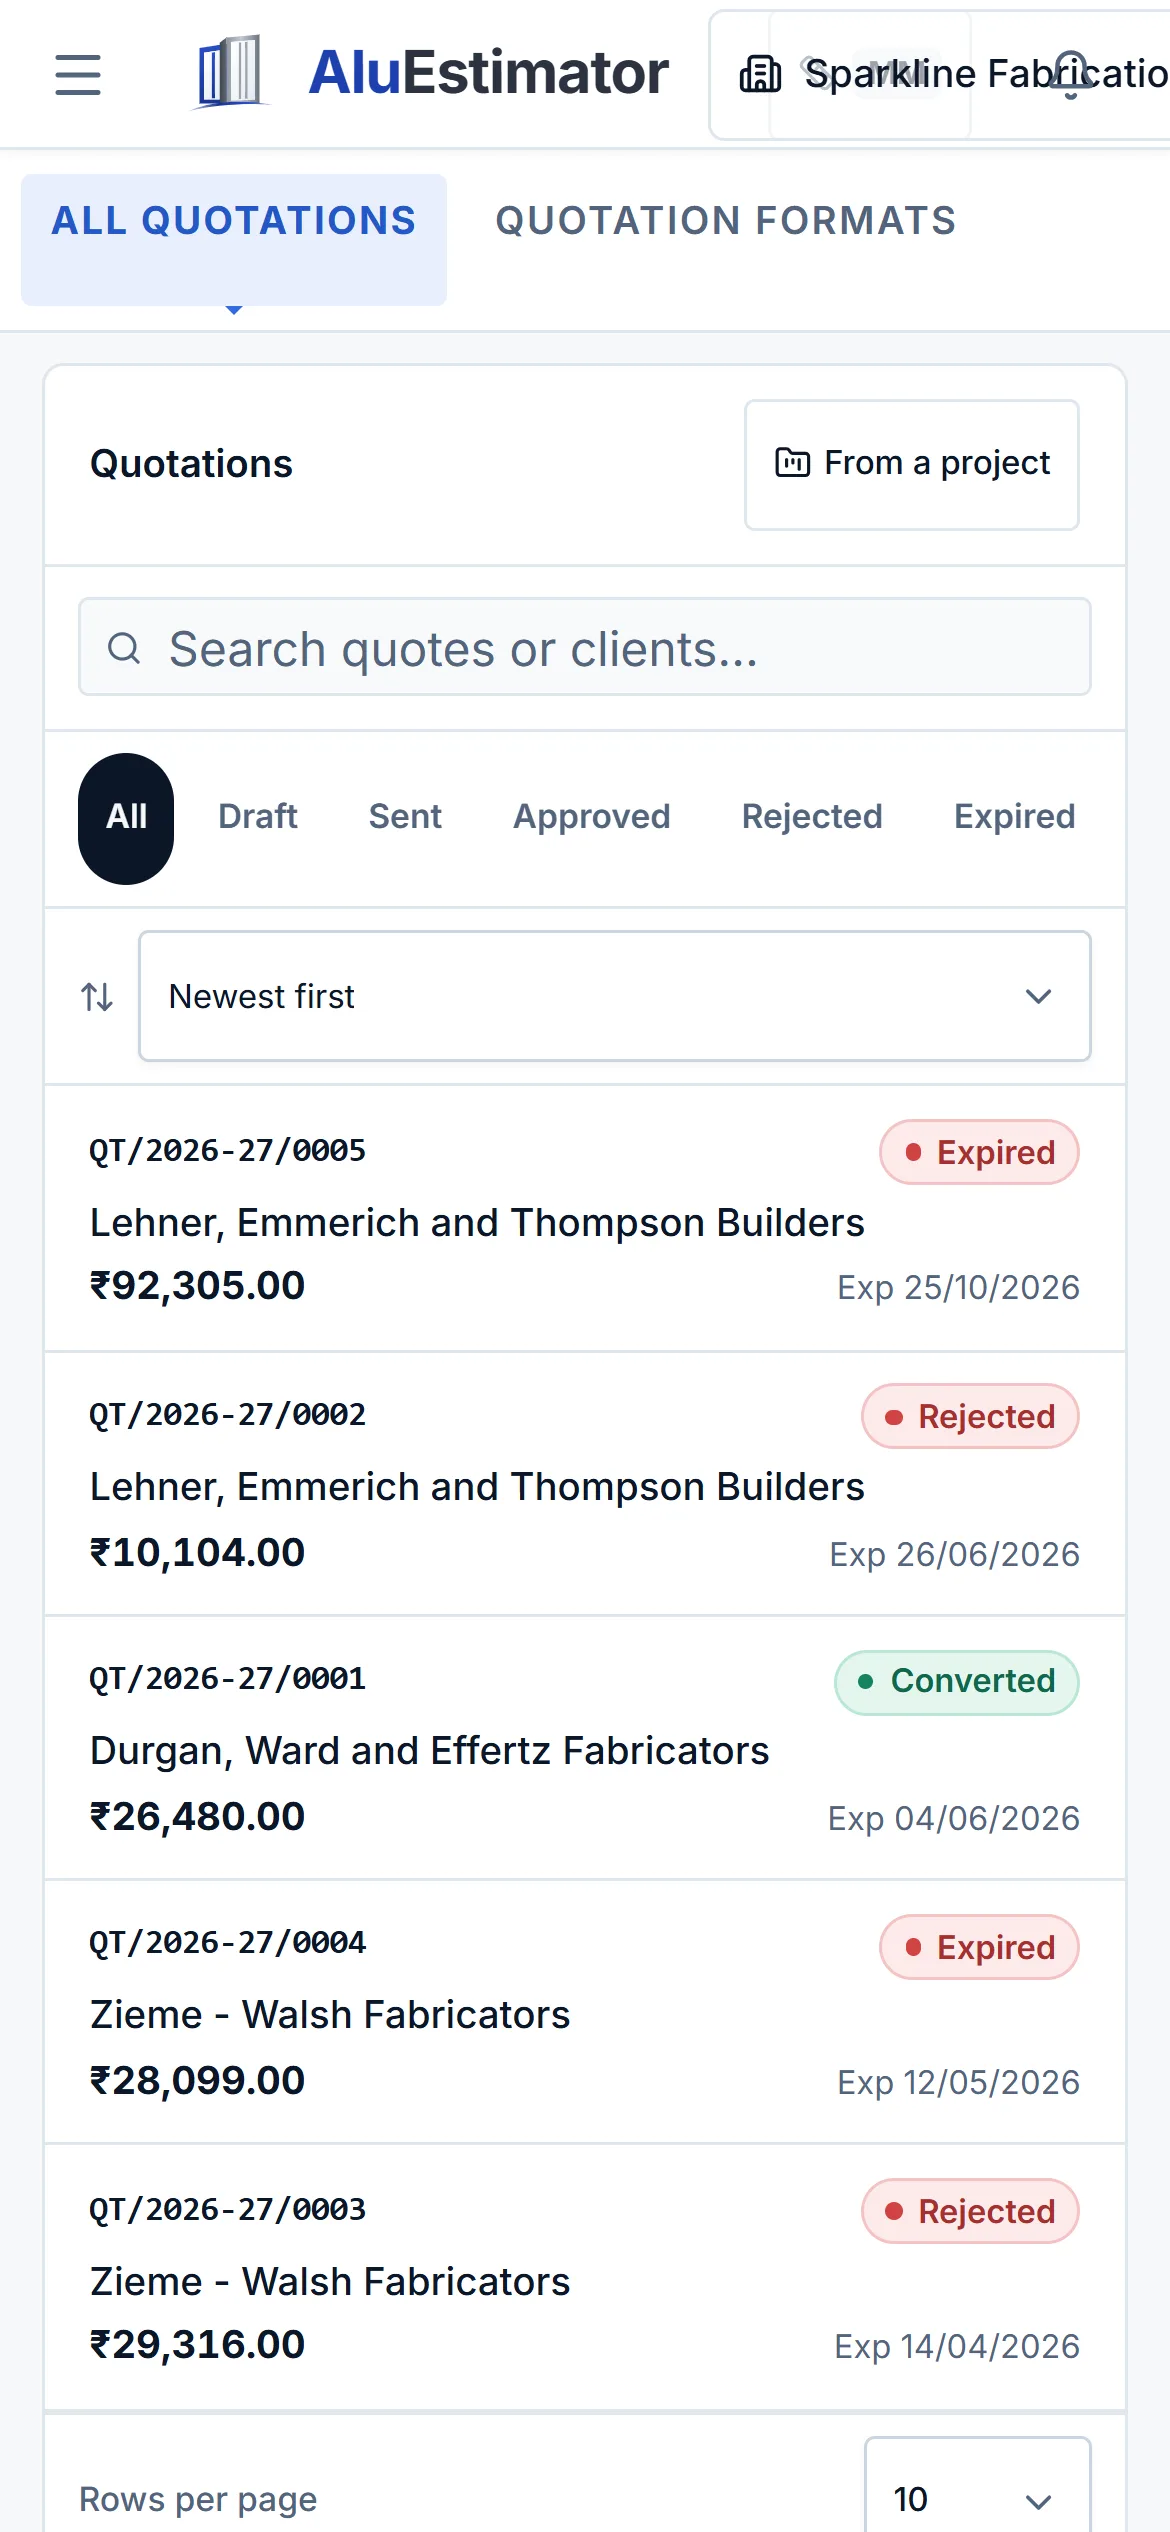 AluEstimator
Sparkline Fabricatio
ALL QUOTATIONS
QUOTATION FORMATS
Quotations
From a project
Search quotes or clients...
All
Draft
Sent
Approved
Rejected
Expired
Newest first
QT/2026-27/0005
Expired
Lehner, Emmerich and Thompson Builders
₹92,305.00
Exp 25/10/2026
QT/2026-27/0002
Rejected
Lehner, Emmerich and Thompson Builders
₹10,104.00
Exp 26/06/2026
QT/2026-27/0001
Converted
Durgan, Ward and Effertz Fabricators
₹26,480.00
Exp 04/06/2026
QT/2026-27/0004
Expired
Zieme - Walsh Fabricators
₹28,099.00
Exp 12/05/2026
QT/2026-27/0003
Rejected
Zieme - Walsh Fabricators
₹29,316.00
Exp 14/04/2026
Rows per page
10